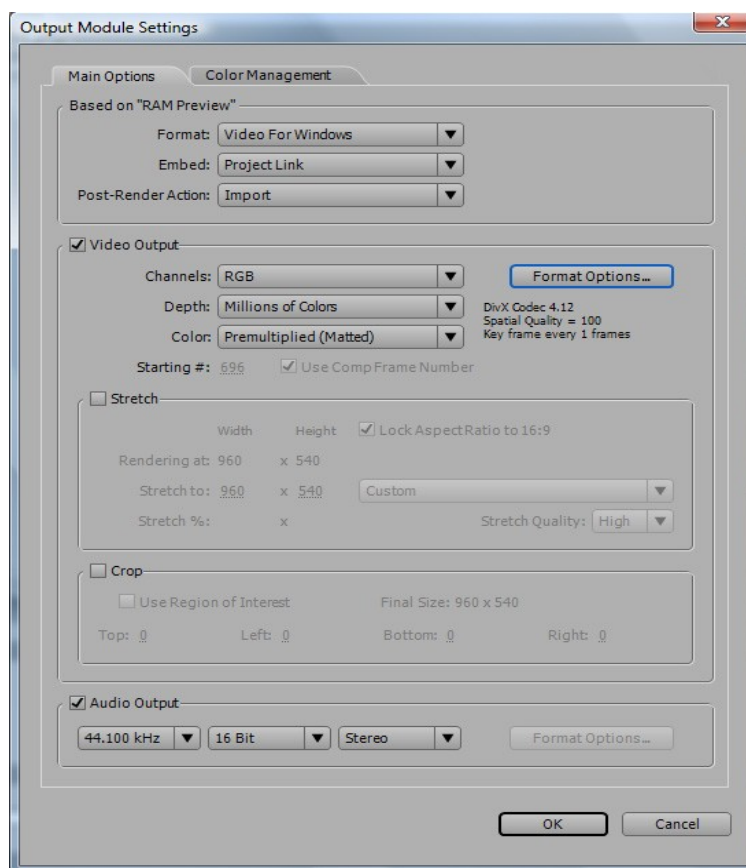 Output Module Settings
Main Options Color Management
Based on "RAM Preview"
Format: Video For Windows
Embed: Project Link
Post-Render Action: Import
Video Output
Channels: RGB Format Options...
Depth: Millions of Colors DivX Codec 4.12
Spatial Quality = 100
Color: Premultiplied (Matted) Key frame every 1 frames
Starting #: 696 Use Comp Frame Number
Stretch
Width Height Lock Aspect Ratio to 16:9
Rendering at: 960 x 540
Stretch to: 960 x 540 Custom
Stretch %: x Stretch Quality: High
Crop
Use Region of Interest Final Size: 960 x 540
Top: 0 Left: 0 Bottom: 0 Right: 0
Audio Output
44.100 kHz 16 Bit Stereo Format Options...
OK Cancel